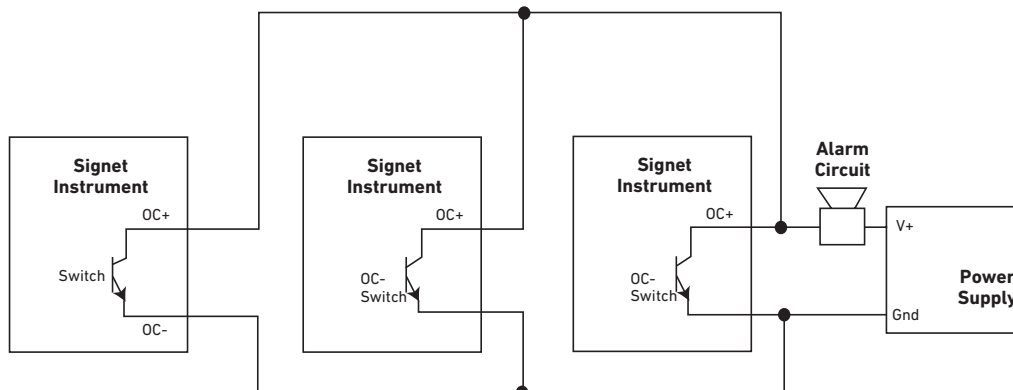 Signet
Instrument
OC+
Switch
OC-
Signet
Instrument
OC+
OC-
Switch
Signet
Instrument
OC+
OC-
Switch
Alarm
Circuit
V+
Power
Supply
Gnd